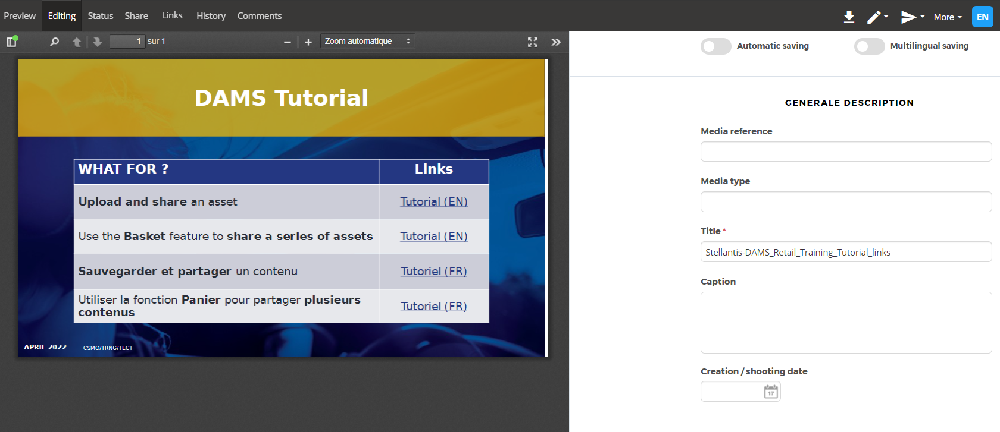 Preview Editing Status Share Links History Comments More EN
1 sur 1 Zoom automatique
DAMS Tutorial
WHAT FOR ? Links
Upload and share an asset Tutorial (EN)
Use the Basket feature to share a series of assets Tutorial (EN)
Sauvegarder et partager un contenu Tutoriel (FR)
Utiliser la fonction Panier pour partager plusieurs
contenus Tutoriel (FR)
APRIL 2022 CSMO/TRNG/TECT
Automatic saving Multilingual saving
GENERALE DESCRIPTION
Media reference
Media type
Title *
Stellantis-DAMS_Retail_Training_Tutorial_links
Caption
Creation / shooting date
17